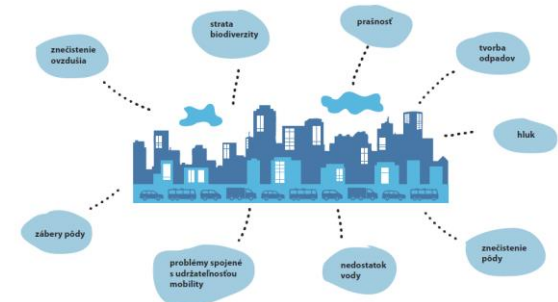 strata
biodiverzity
prašnosť
znečistenie
ovzdušia
tvorba
odpadov
hluk
zábery pôdy
problémy spojené
s udržateľnosťou
mobility
nedostatok
vody
znečistenie
pôdy